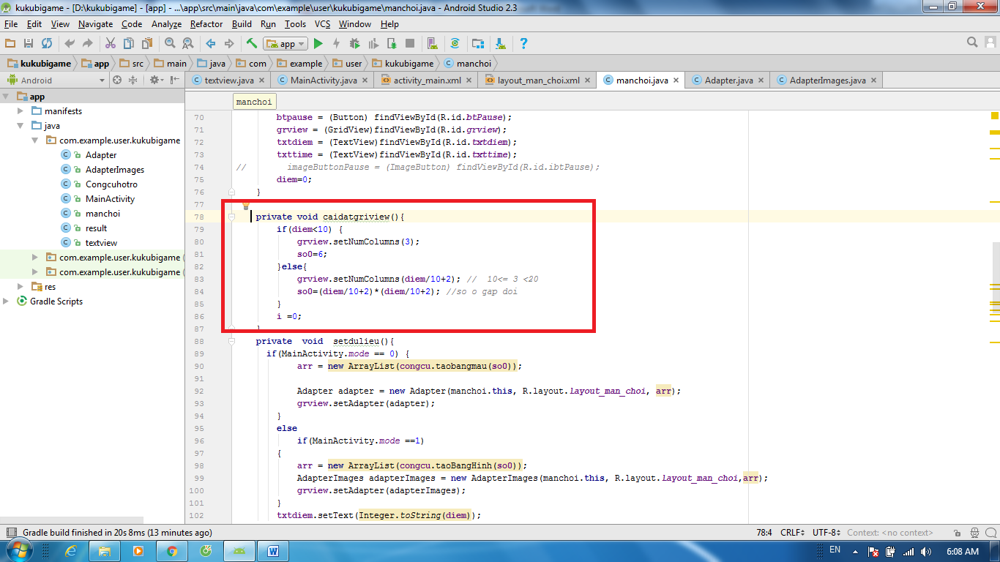 kukubigame - [D:\kukubigame] - [app] - ...\app\src\main\java\com\example\user\kukubigame\manchoi.java - Android Studio 2.3
File Edit View Navigate Code Analyze Refactor Build Run Tools VCS Window Help
app
kukubigame app src main java com example user kukubigame manchoi
Android
textview.java MainActivity.java activity_main.xml layout_man_choi.xml manchoi.java Adapter.java AdapterImages.java
app
manifests
java
com.example.user.kukubigame
Adapter
AdapterImages
Congcuhotro
MainActivity
manchoi
result
textview
com.example.user.kukubigame (
com.example.user.kukubigame (
res
Gradle Scripts
manchoi
70 btpause = (Button) findViewById(R.id.btPause);
71 grview = (GridView)findViewById(R.id.grview);
72 txtdiem = (TextView)findViewById(R.id.txtdiem);
73 txttime = (TextView)findViewById(R.id.txttime);
74 // imageButtonPause = (ImageButton) findViewById(R.id.ibtPause);
75 diem=0;
76 }
77
78 private void caidatgriview(){
79 if(diem<10) {
80 grview.setNumColumns(3);
81 so0=6;
82 }else{
83 grview.setNumColumns(diem/10+2); // 10<= 3 <20
84 so0=(diem/10+2)*(diem/10+2); //so o gap doi
85 }
86 i =0;
87 }
88 private void setdulieu(){
89 if(MainActivity.mode == 0) {
90 arr = new ArrayList(congcu.taobangmau(so0));
91
92 Adapter adapter = new Adapter(manchoi.this, R.layout.layout_man_choi, arr);
93 grview.setAdapter(adapter);
94 }
95 else
96 if(MainActivity.mode ==1)
97 {
98 arr = new ArrayList(congcu.taoBangHinh(so0));
99 AdapterImages adapterImages = new AdapterImages(manchoi.this, R.layout.layout_man_choi,arr);
100 grview.setAdapter(adapterImages);
101 }
102 txtdiem.setText(Integer.toString(diem));
Gradle build finished in 20s 8ms (13 minutes ago) 78:4 CRLF UTF-8 Context: <no context>
EN 6:08 AM